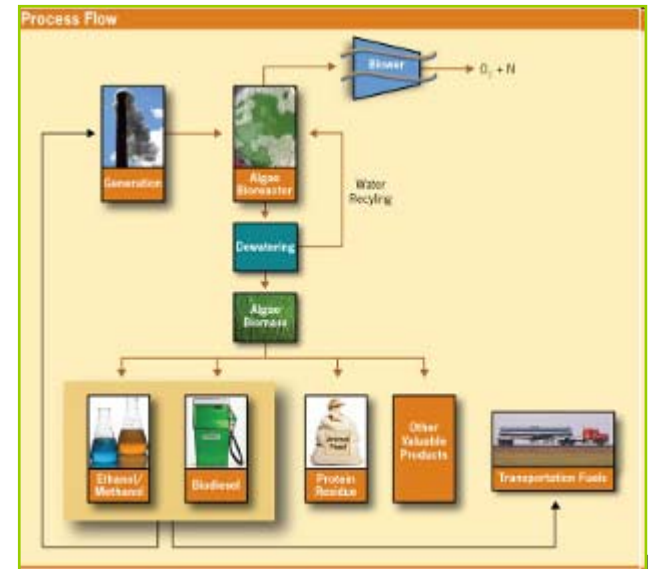 Process Flow
Blower
O₂ + N
Generation
Algae
Bioreactor
Water
Recyling
Dewatering
Algae
Biomass
Ethanol/
Methanol
Biodiesel
Animal
Feed
Protein
Residue
Other
Valuable
Products
Transportation Fuels